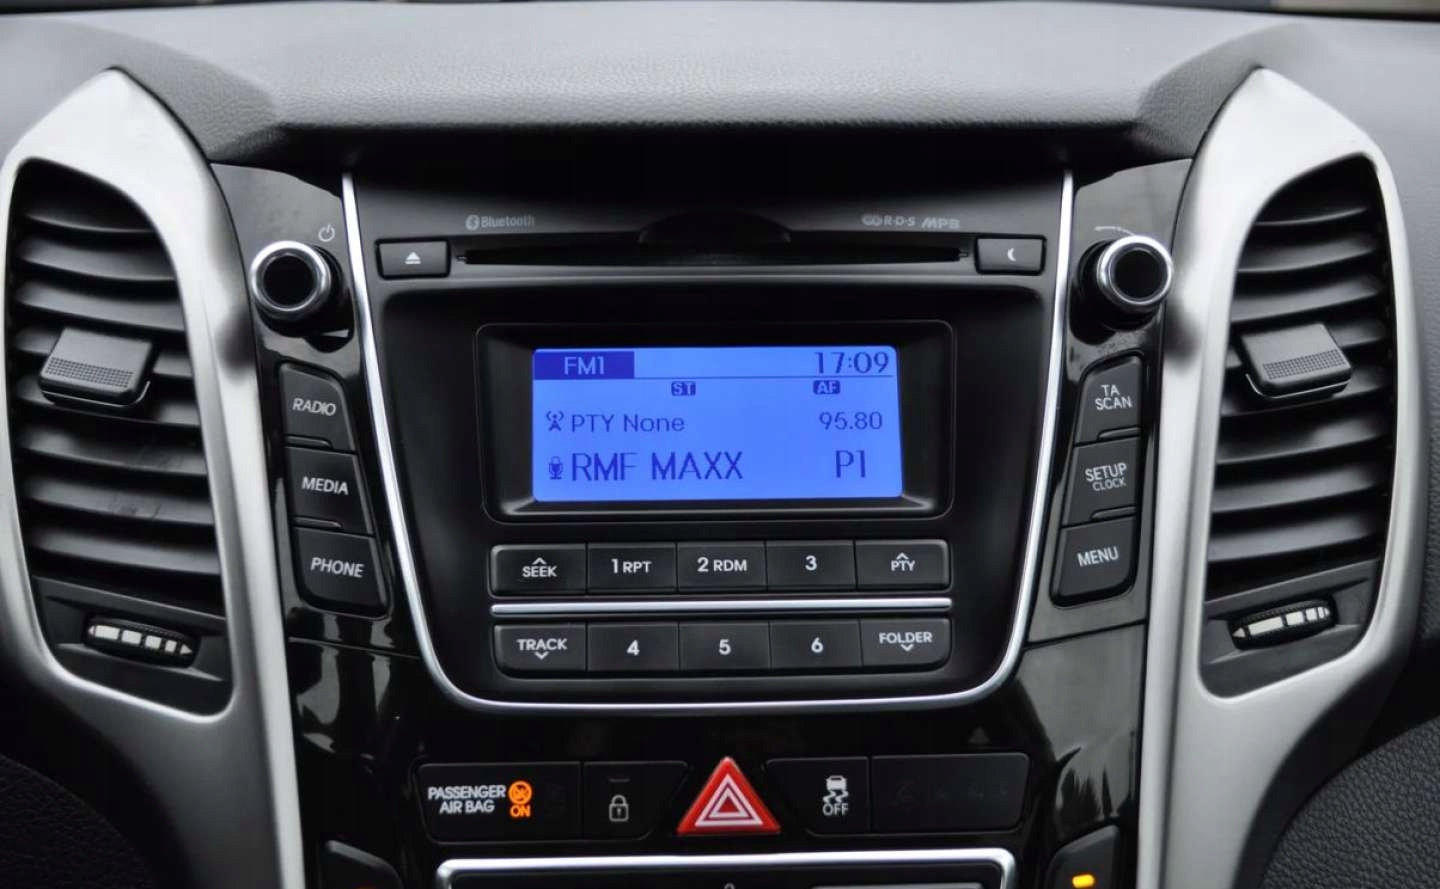 Bluetooth
R·D·S MP3
FM1 17:09
ST AF
PTY None 95.80
RMF MAXX P1
RADIO
MEDIA
PHONE
TA
SCAN
SETUP
CLOCK
MENU
SEEK 1 RPT 2 RDM 3 PTY
TRACK 4 5 6 FOLDER
PASSENGER
AIR BAG ON
OFF